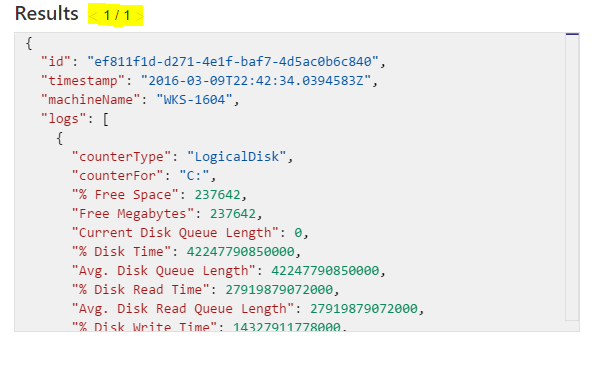 Results < 1 / 1 >
{
"id": "ef811f1d-d271-4e1f-baf7-4d5ac0b6c840",
"timestamp": "2016-03-09T22:42:34.0394583Z",
"machineName": "WKS-1604",
"logs": [
{
"counterType": "LogicalDisk",
"counterFor": "C:",
"% Free Space": 237642,
"Free Megabytes": 237642,
"Current Disk Queue Length": 0,
"% Disk Time": 42247790850000,
"Avg. Disk Queue Length": 42247790850000,
"% Disk Read Time": 27919879072000,
"Avg. Disk Read Queue Length": 27919879072000,
"% Disk Write Time": 14327911778000,